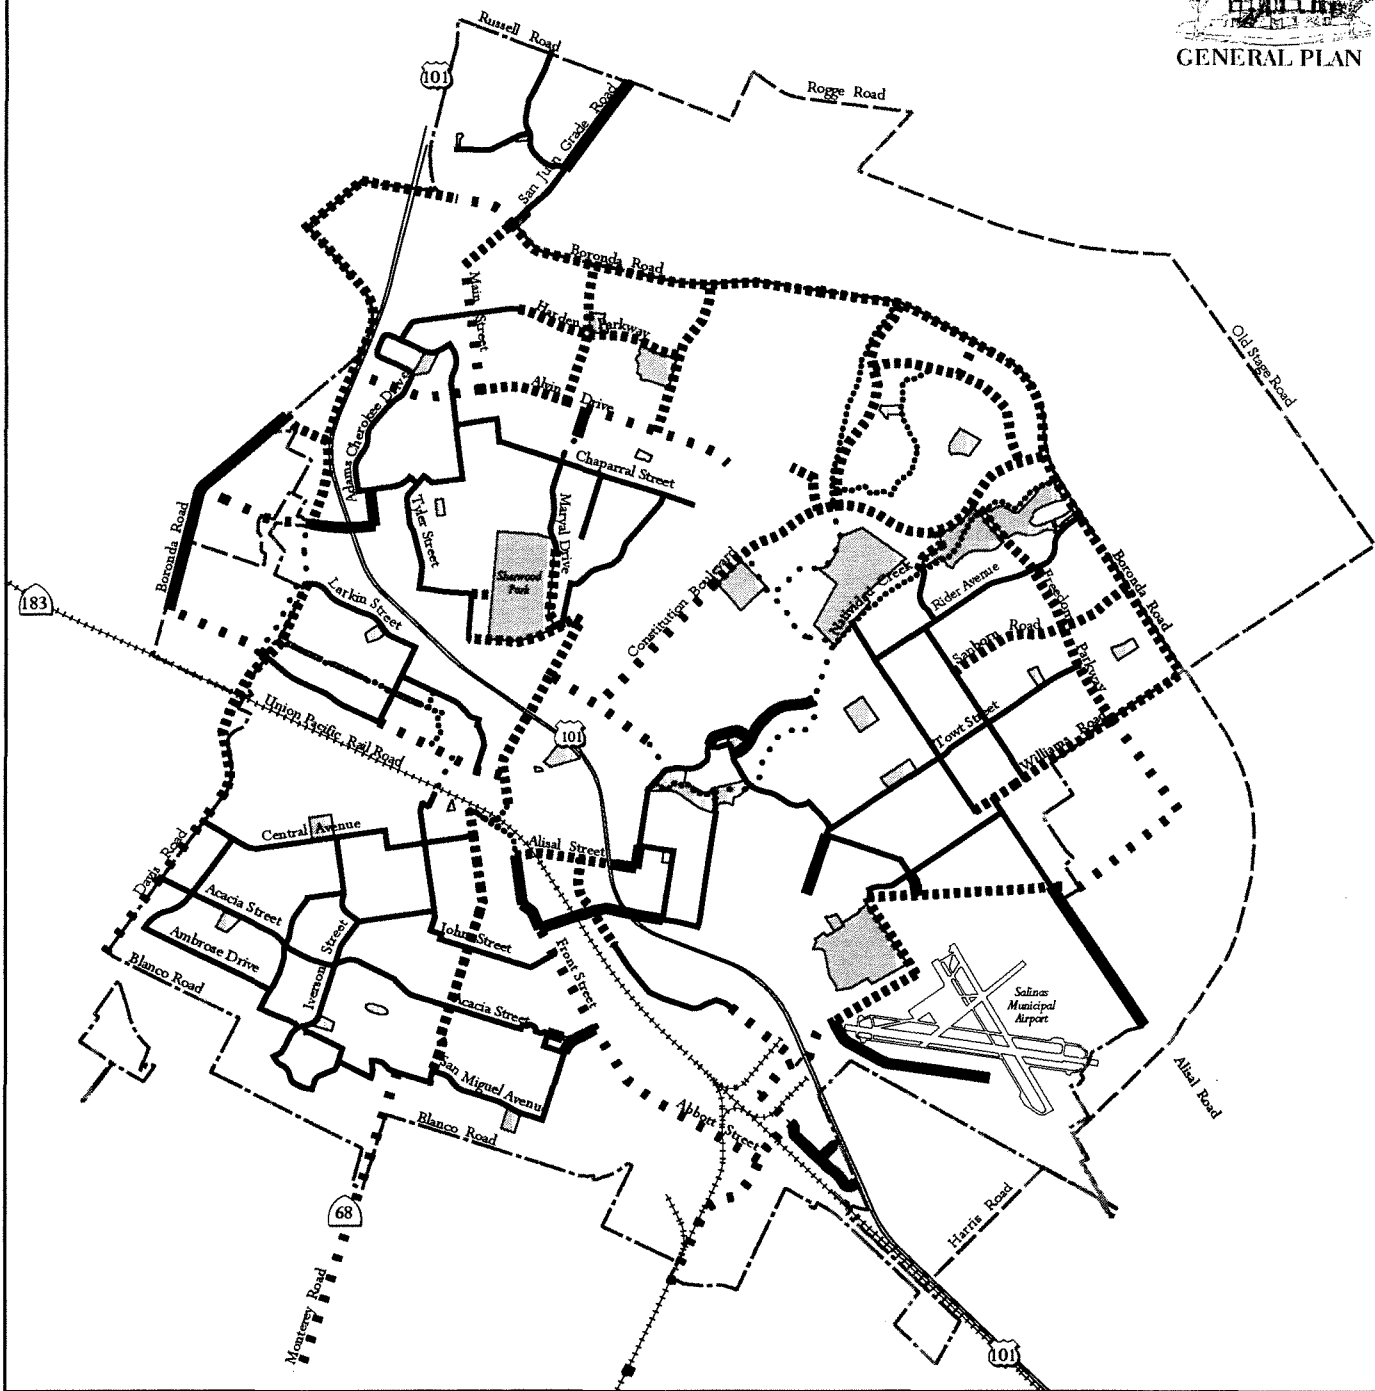 GENERAL PLAN
Russell Road
101
Rogge Road
San Juan Grade Road
Boronda Road
Main Street
Harden Parkway
Old Stage Road
Alvin Drive
Adams
Cherokee Drive
Chaparral Street
Tyler Street
Maryal Drive
Boronda Road
Sherwood
Park
Constitution Boulevard
Natividad Creek
Rider Avenue
Freedom Parkway
Boronda Road
183
Larkin Street
Sanborn Road
Union Pacific Rail Road
101
Towt Street
Williams Road
Central Avenue
Alisal Street
Davis Road
Acacia Street
Ambrose Drive
John Street
Iverson Street
Front Street
Blanco Road
Acacia Street
Salinas
Municipal
Airport
San Miguel Avenue
Abbott Street
Alisal Road
Blanco Road
68
Harris Road
Monterey Road
101